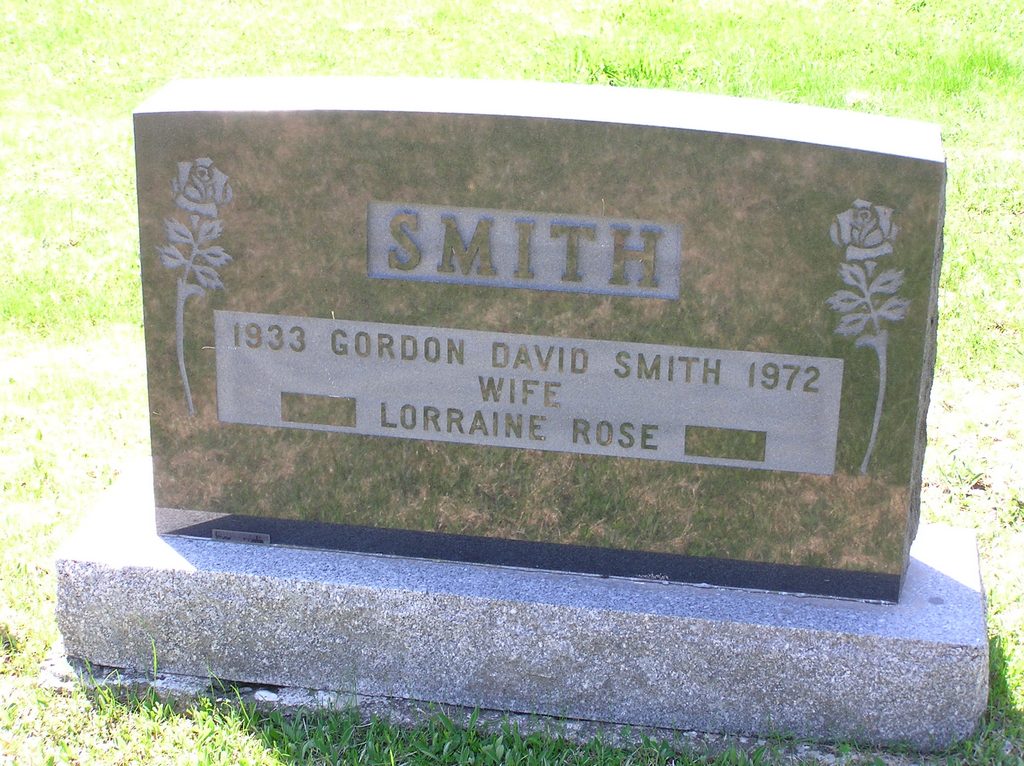 SMITH
1933 GORDON DAVID SMITH 1972
WIFE
LORRAINE ROSE